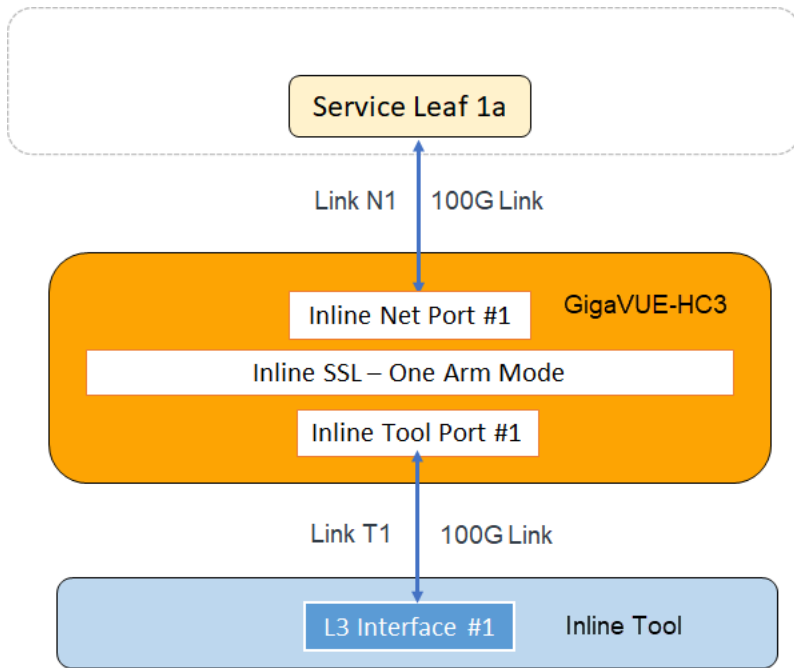 Service Leaf 1a
Link N1
100G Link
GigaVUE-HC3
Inline Net Port #1
Inline SSL – One Arm Mode
Inline Tool Port #1
Link T1
100G Link
L3 Interface #1
Inline Tool